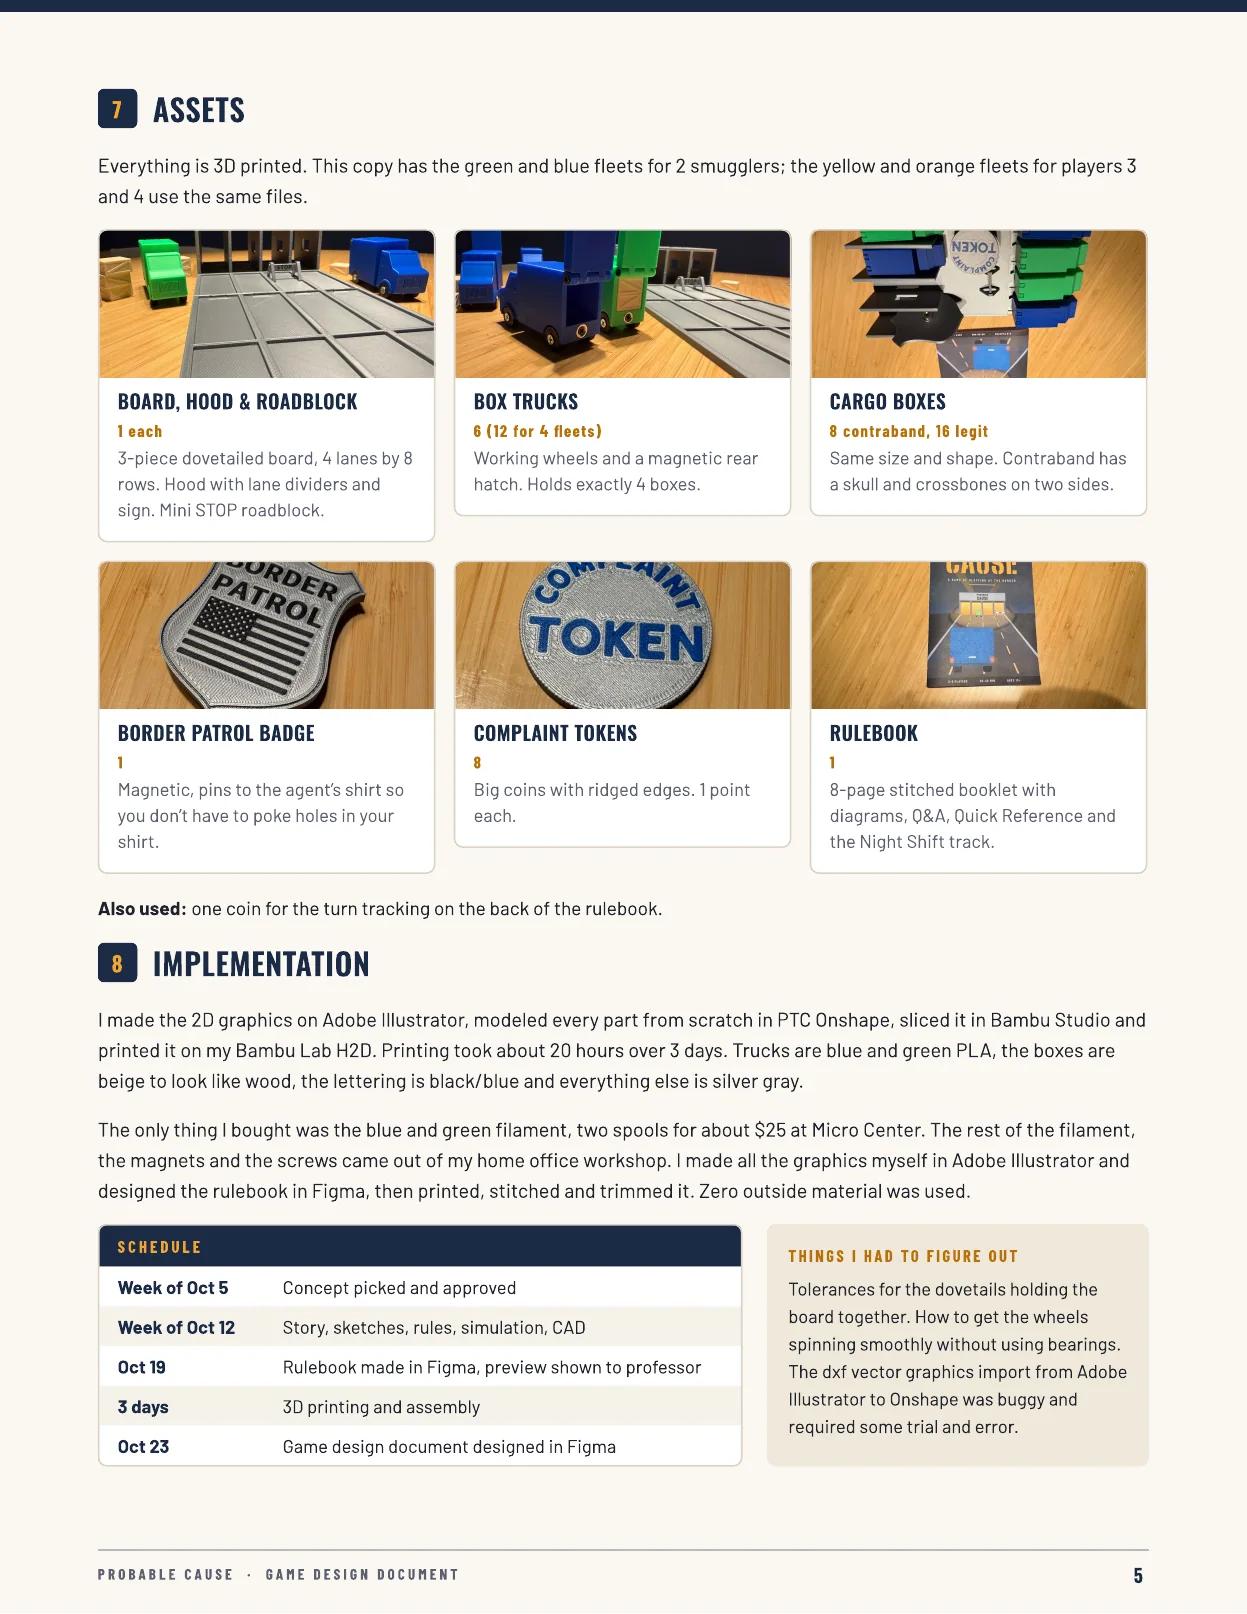 7 ASSETS
Everything is 3D printed. This copy has the green and blue fleets for 2 smugglers; the yellow and orange fleets for players 3
and 4 use the same files.
STOP
TOKEN
COMPLAINT
BOARD, HOOD & ROADBLOCK
1 each
3-piece dovetailed board, 4 lanes by 8
rows. Hood with lane dividers and
sign. Mini STOP roadblock.
BOX TRUCKS
6 (12 for 4 fleets)
Working wheels and a magnetic rear
hatch. Holds exactly 4 boxes.
CARGO BOXES
8 contraband, 16 legit
Same size and shape. Contraband has
a skull and crossbones on two sides.
BORDER
PATROL
COMPLAINT
TOKEN
CAUSE
BORDER PATROL BADGE
1
Magnetic, pins to the agent's shirt so
you don't have to poke holes in your
shirt.
COMPLAINT TOKENS
8
Big coins with ridged edges. 1 point
each.
RULEBOOK
1
8-page stitched booklet with
diagrams, Q&A, Quick Reference and
the Night Shift track.
Also used: one coin for the turn tracking on the back of the rulebook.
8 IMPLEMENTATION
I made the 2D graphics on Adobe Illustrator, modeled every part from scratch in PTC Onshape, sliced it in Bambu Studio and
printed it on my Bambu Lab H2D. Printing took about 20 hours over 3 days. Trucks are blue and green PLA, the boxes are
beige to look like wood, the lettering is black/blue and everything else is silver gray.
The only thing I bought was the blue and green filament, two spools for about $25 at Micro Center. The rest of the filament,
the magnets and the screws came out of my home office workshop. I made all the graphics myself in Adobe Illustrator and
designed the rulebook in Figma, then printed, stitched and trimmed it. Zero outside material was used.
SCHEDULE
Week of Oct 5 Concept picked and approved
Week of Oct 12 Story, sketches, rules, simulation, CAD
Oct 19 Rulebook made in Figma, preview shown to professor
3 days 3D printing and assembly
Oct 23 Game design document designed in Figma
THINGS I HAD TO FIGURE OUT
Tolerances for the dovetails holding the
board together. How to get the wheels
spinning smoothly without using bearings.
The dxf vector graphics import from Adobe
Illustrator to Onshape was buggy and
required some trial and error.
PROBABLE CAUSE · GAME DESIGN DOCUMENT
5